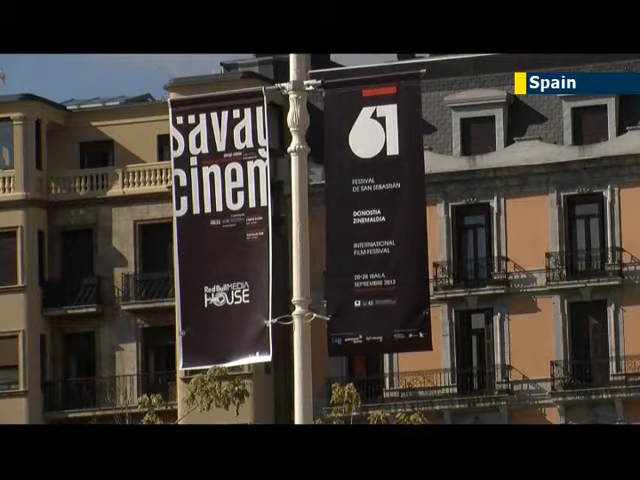 Spain
savag
cinem
Red Bull MEDIA
HOUSE
61
FESTIVAL
DE SAN SEBASTIAN
DONOSTIA
ZINEMALDIA
INTERNATIONAL
FILM FESTIVAL
20-28 IRAILA
SEPTIEMBRE 2013